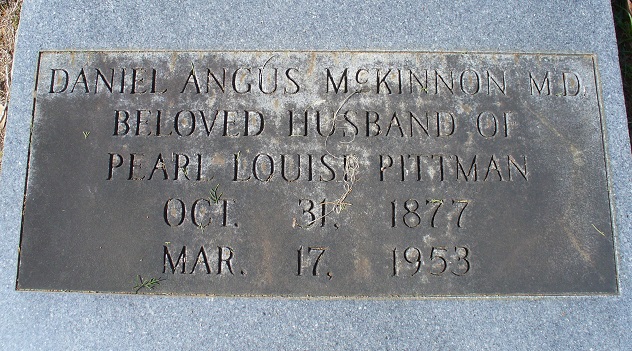 DANIEL ANGUS McKINNON M.D.
BELOVED HUSBAND OF
PEARL LOUISE PITTMAN
OCT. 31, 1877
MAR. 17, 1953